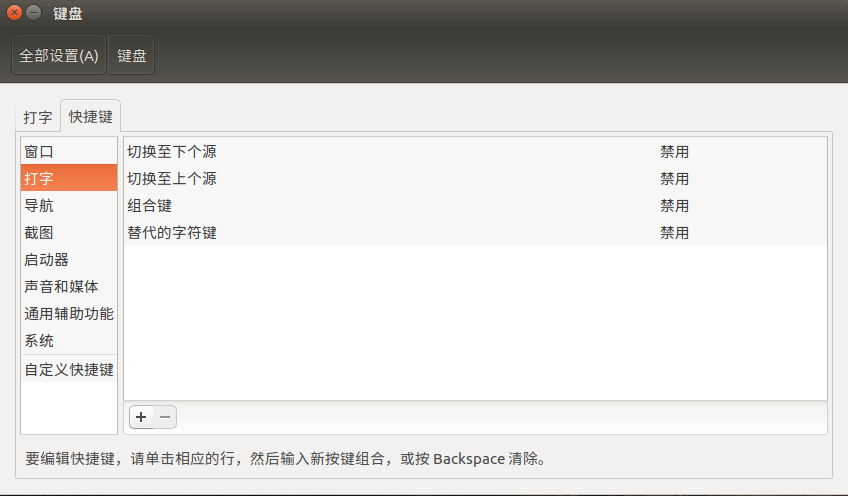 键盘
全部设置(A) 键盘
打字 快捷键
窗口
打字
导航
截图
启动器
声音和媒体
通用辅助功能
系统
自定义快捷键
切换至下个源 禁用
切换至上个源 禁用
组合键 禁用
替代的字符键 禁用
要编辑快捷键，请单击相应的行，然后输入新按键组合，或按 Backspace 清除。